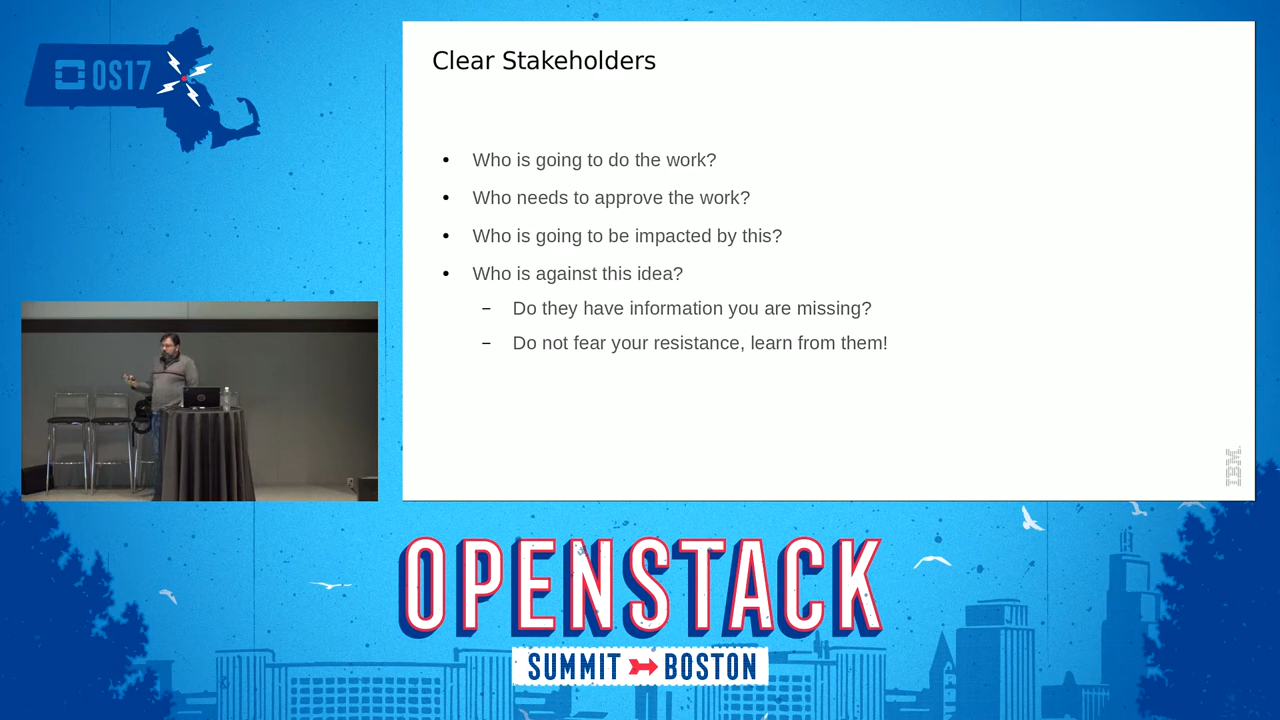 OS17
Clear Stakeholders
• Who is going to do the work?
• Who needs to approve the work?
• Who is going to be impacted by this?
• Who is against this idea?
– Do they have information you are missing?
– Do not fear your resistance, learn from them!
IBM
OPENSTACK
SUMMIT BOSTON